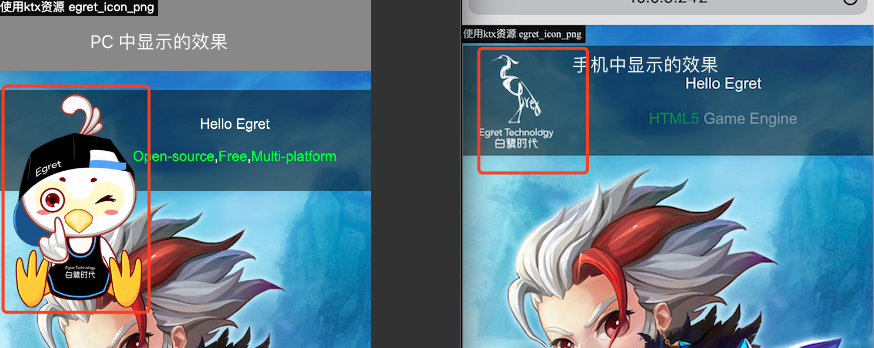 使用ktx资源 egret_icon_png
PC 中显示的效果
Hello Egret
Open-source,Free,Multi-platform
Egret
Egret Technology
白鹭时代
使用ktx资源 egret_icon_png
手机中显示的效果
Hello Egret
HTML5 Game Engine
Egret
Egret Technology
白鹭时代